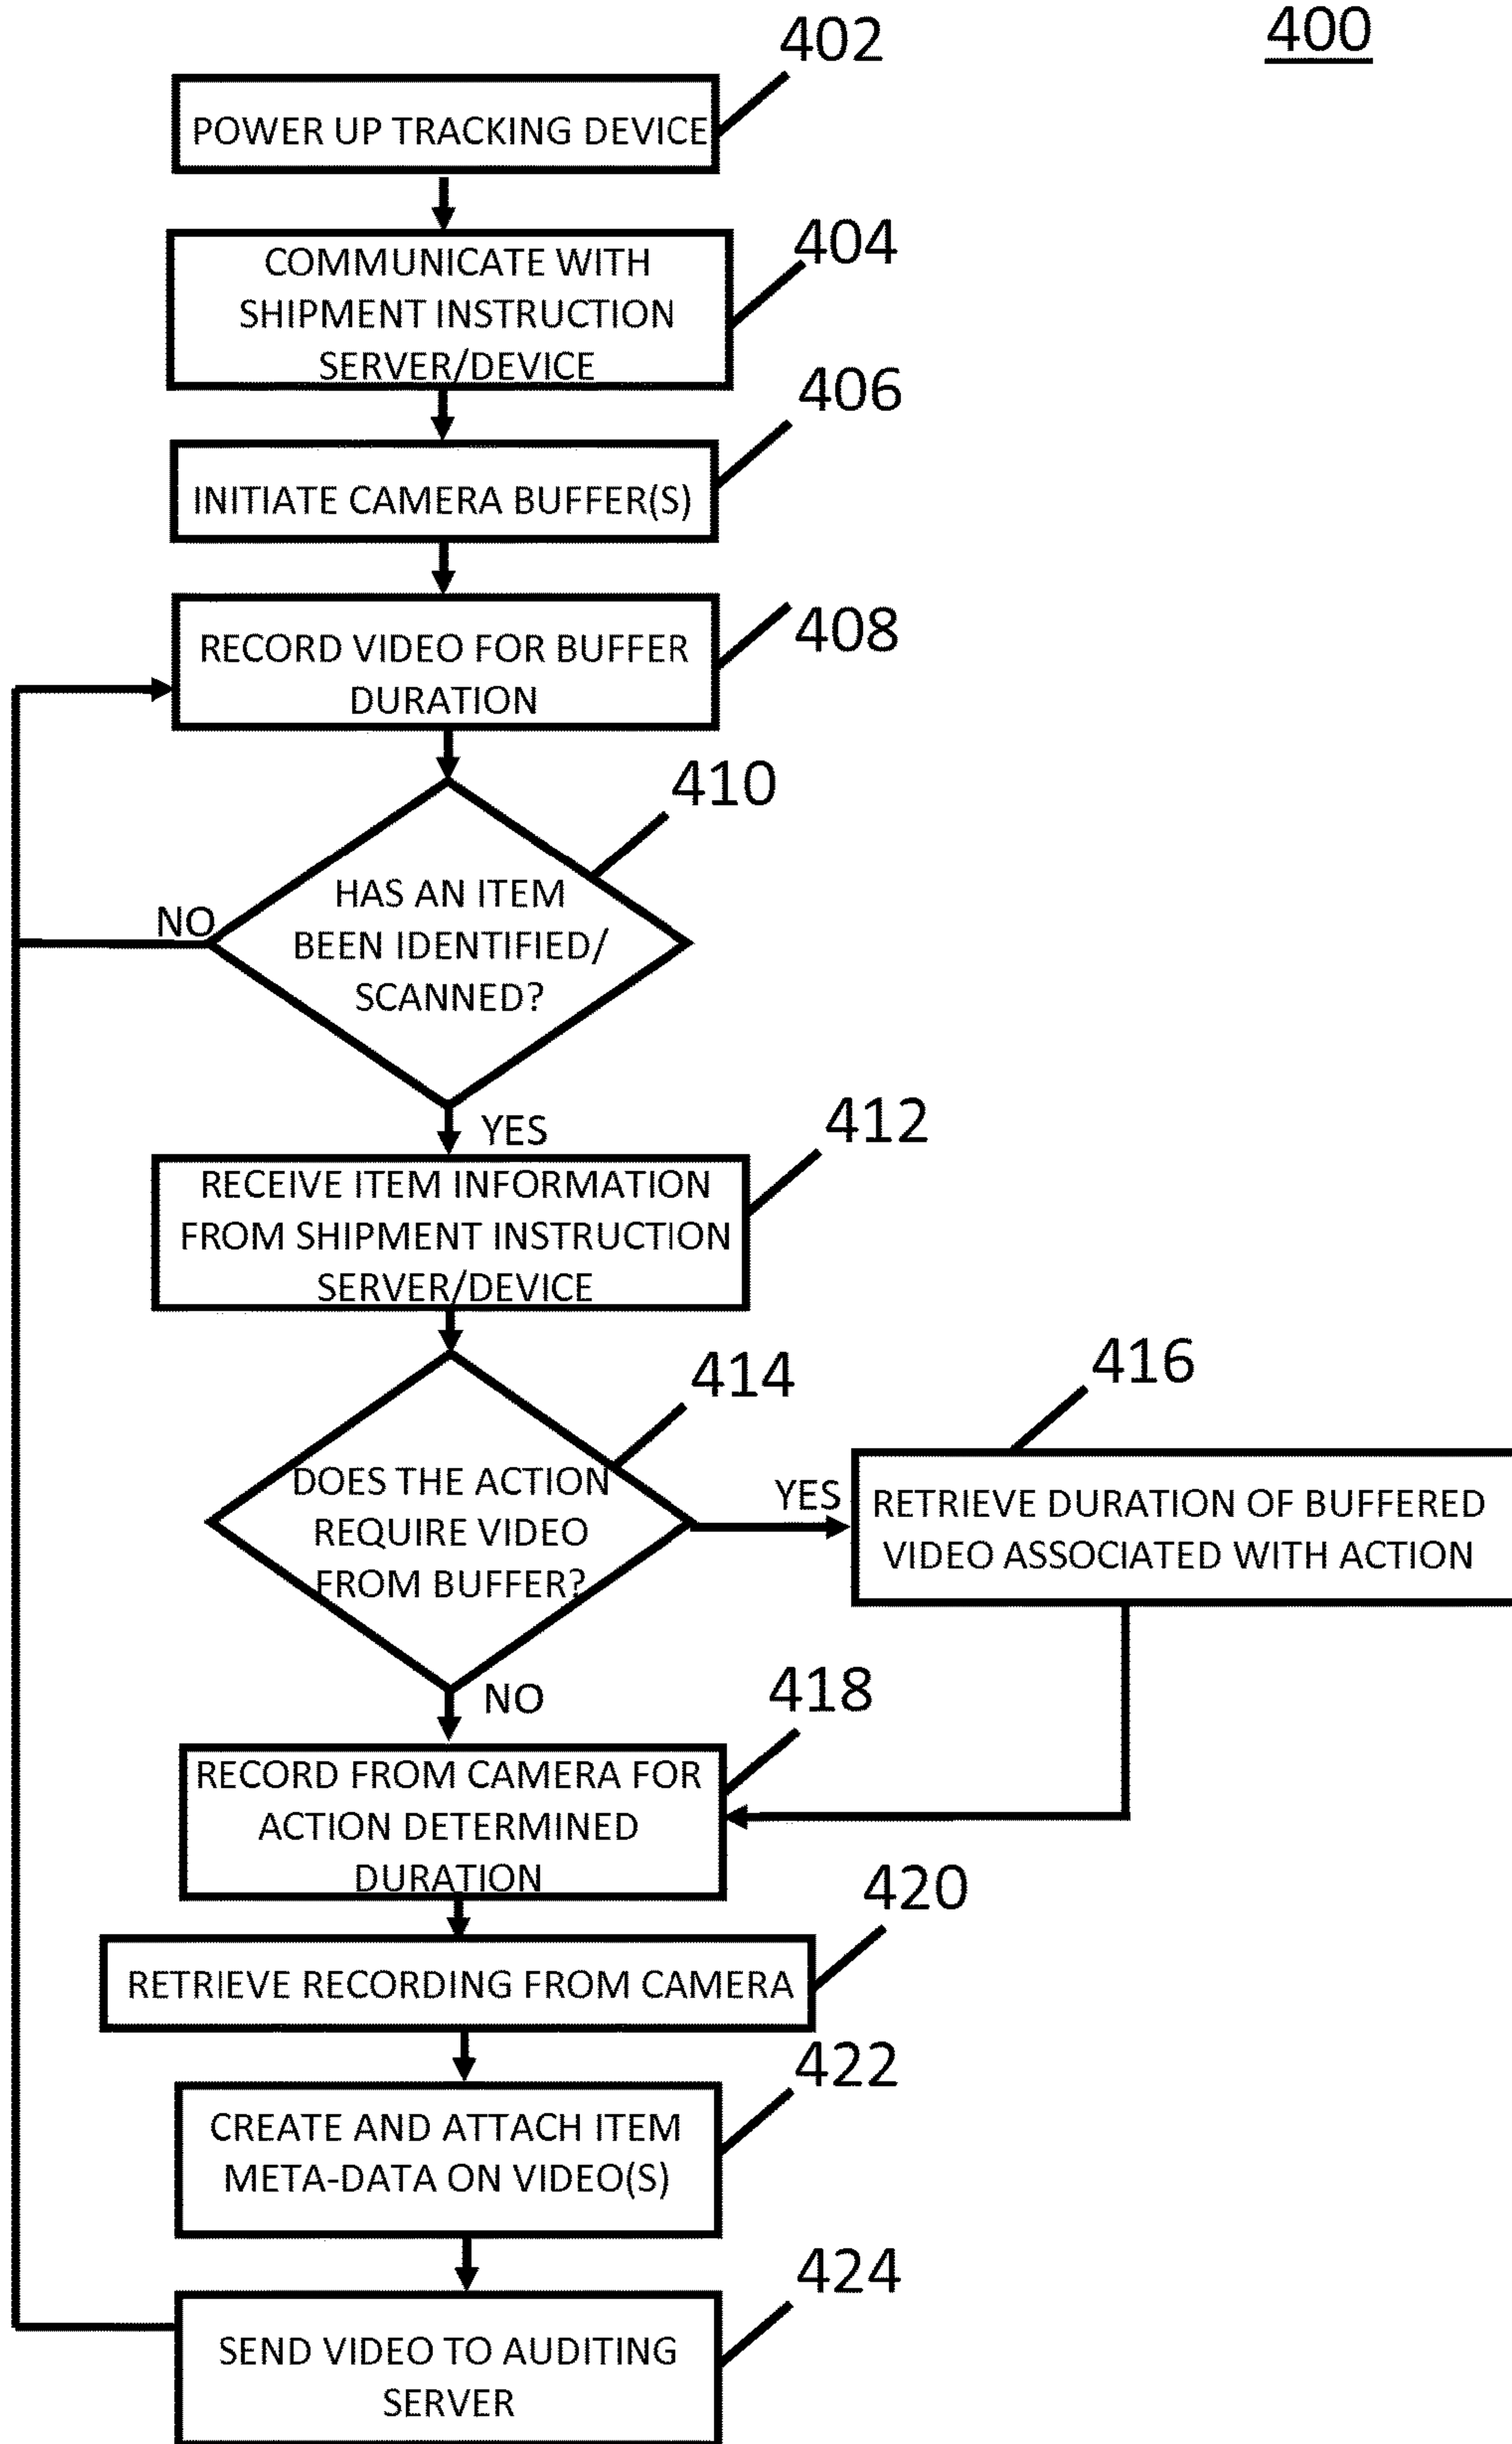 400
402
POWER UP TRACKING DEVICE
404
COMMUNICATE WITH
SHIPMENT INSTRUCTION
SERVER/DEVICE
406
INITIATE CAMERA BUFFER(S)
408
RECORD VIDEO FOR BUFFER
DURATION
410
HAS AN ITEM
BEEN IDENTIFIED/
SCANNED?
NO
YES
412
RECEIVE ITEM INFORMATION
FROM SHIPMENT INSTRUCTION
SERVER/DEVICE
414
DOES THE ACTION
REQUIRE VIDEO
FROM BUFFER?
YES
416
RETRIEVE DURATION OF BUFFERED
VIDEO ASSOCIATED WITH ACTION
NO
418
RECORD FROM CAMERA FOR
ACTION DETERMINED
DURATION
420
RETRIEVE RECORDING FROM CAMERA
422
CREATE AND ATTACH ITEM
META-DATA ON VIDEO(S)
424
SEND VIDEO TO AUDITING
SERVER